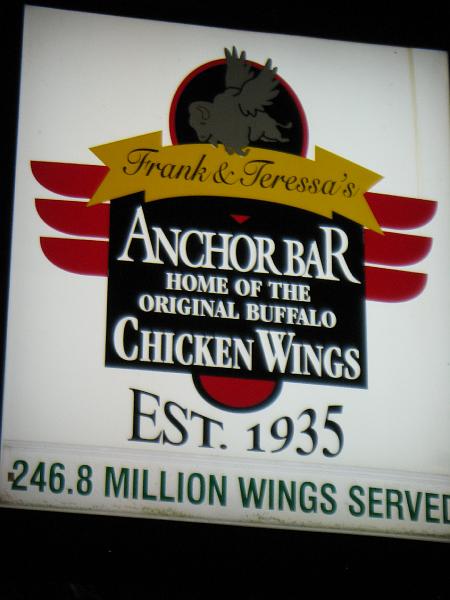 Frank & Teressa's
ANCHOR BAR
HOME OF THE
ORIGINAL BUFFALO
CHICKEN WINGS
EST. 1935
246.8 MILLION WINGS SERVED